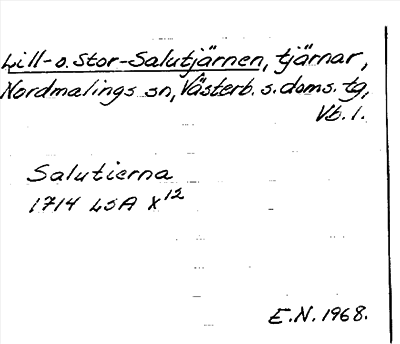 Lill- o. Stor-Salutjärnen, tjärnar,
Nordmalings sn, Västerb. s. doms. tg,
Vb. l.
Salutierna
1714 LSA X12
E.N. 1968.